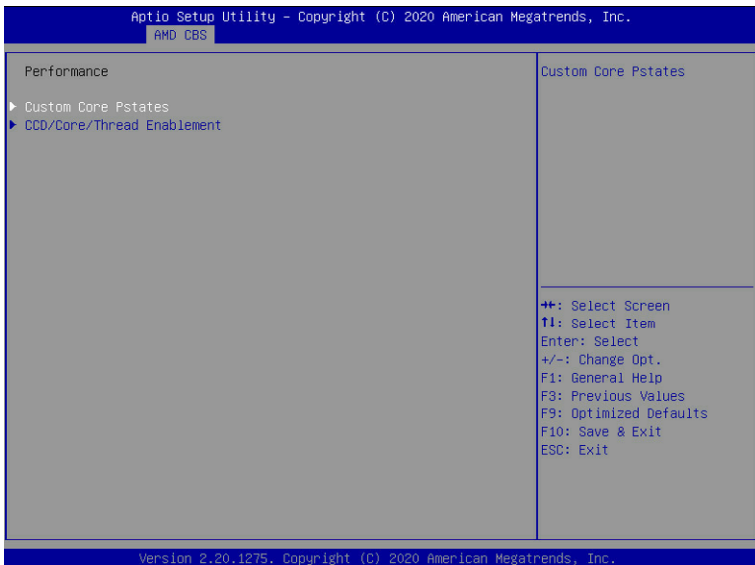 Aptio Setup Utility – Copyright (C) 2020 American Megatrends, Inc.
AMD CBS
Performance
Custom Core Pstates
CCD/Core/Thread Enablement
Custom Core Pstates
→←: Select Screen
↑↓: Select Item
Enter: Select
+/-: Change Opt.
F1: General Help
F3: Previous Values
F9: Optimized Defaults
F10: Save & Exit
ESC: Exit
Version 2.20.1275. Copyright (C) 2020 American Megatrends, Inc.